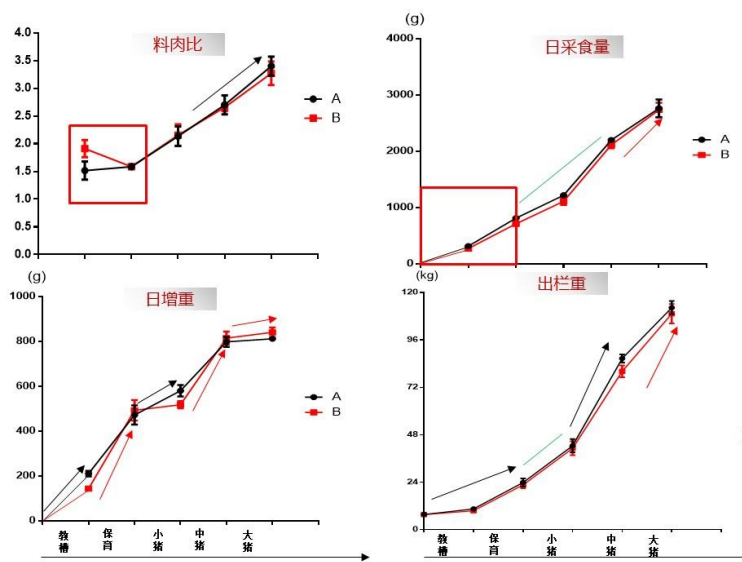 料肉比
4.0
3.5
3.0
2.5
2.0
1.5
1.0
0.5
0.0
A
B
(g)
日采食量
4000
3000
2000
1000
0
A
B
(g)
日增重
1000
800
600
400
200
0
A
B
教槽
保育
小猪
中猪
大猪
(kg)
出栏重
120
96
72
48
24
0
教槽
保育
小猪
中猪
大猪